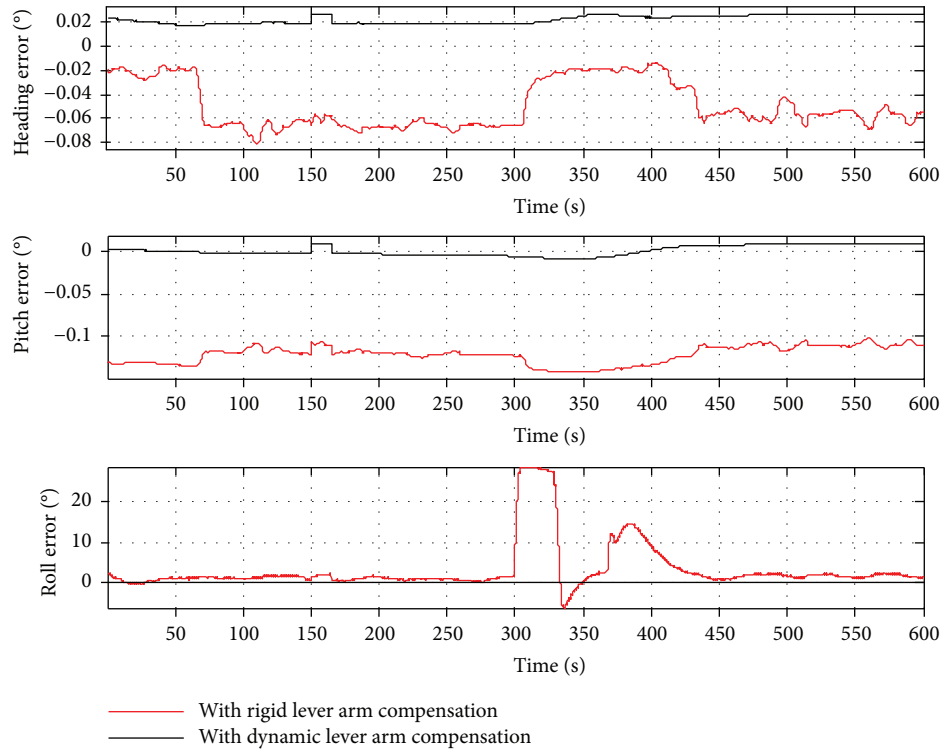 Heading error (°)
0.02
0
−0.02
−0.04
−0.06
−0.08
50 100 150 200 250 300 350 400 450 500 550 600
Time (s)
Pitch error (°)
0
−0.05
−0.1
50 100 150 200 250 300 350 400 450 500 550 600
Time (s)
Roll error (°)
20
10
0
50 100 150 200 250 300 350 400 450 500 550 600
Time (s)
With rigid lever arm compensation
With dynamic lever arm compensation